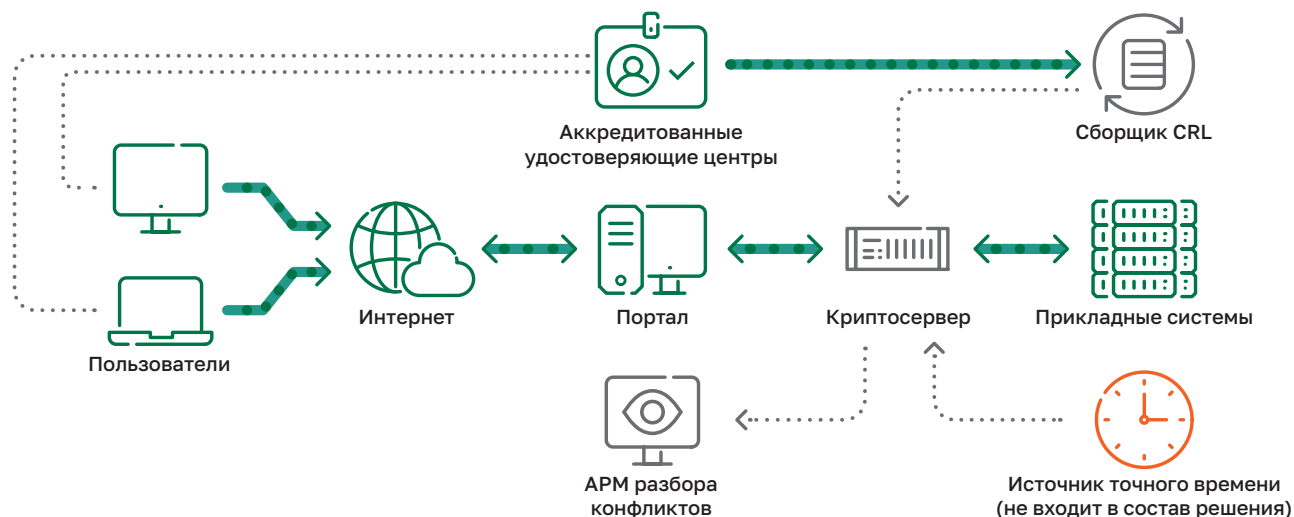 Аккредитованные
удостоверяющие центры
Сборщик CRL
Интернет
Портал
Криптосервер
Прикладные системы
Пользователи
АРМ разбора
конфликтов
Источник точного времени
(не входит в состав решения)